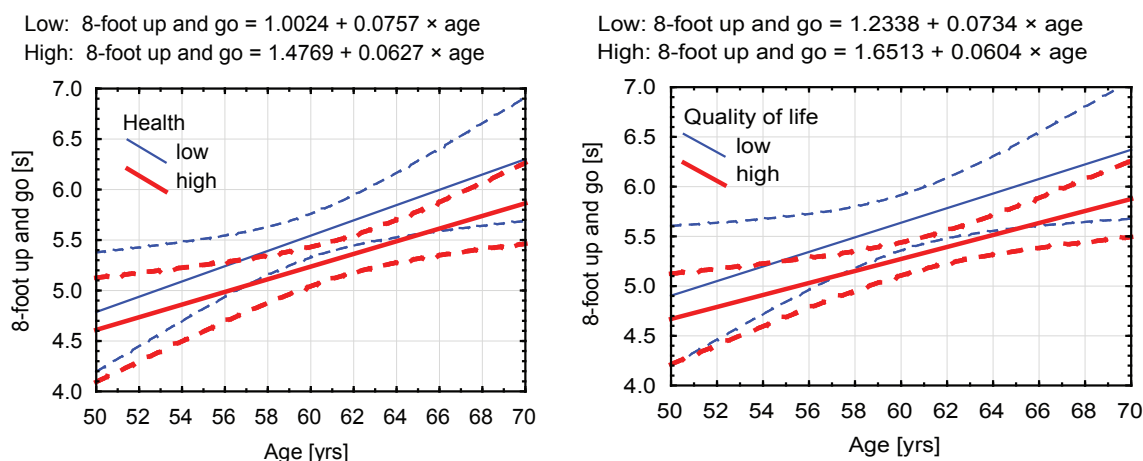 Low: 8-foot up and go = 1.0024 + 0.0757 × age
High: 8-foot up and go = 1.4769 + 0.0627 × age
8-foot up and go [s]
7.0
6.5
6.0
5.5
5.0
4.5
4.0
Health
low
high
50 52 54 56 58 60 62 64 66 68 70
Age [yrs]
Low: 8-foot up and go = 1.2338 + 0.0734 × age
High: 8-foot up and go = 1.6513 + 0.0604 × age
8-foot up and go [s]
7.0
6.5
6.0
5.5
5.0
4.5
4.0
Quality of life
low
high
50 52 54 56 58 60 62 64 66 68 70
Age [yrs]